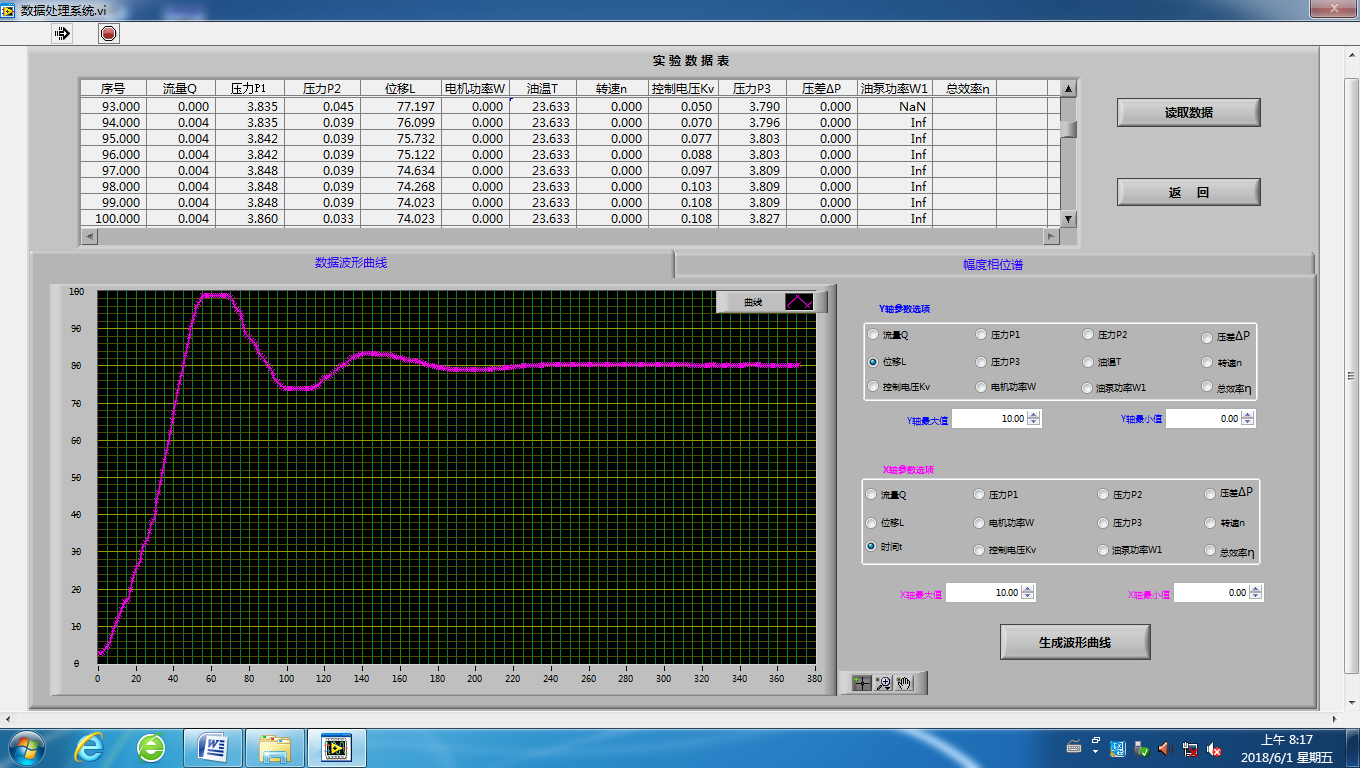 数据处理系统.vi
实验数据表
序号 流量Q 压力P1 压力P2 位移L 电机功率W 油温T 转速n 控制电压Kv 压力P3 压差ΔP 油泵功率W1 总效率η
93.000 0.000 3.835 0.045 77.197 0.000 23.633 0.000 0.050 3.790 0.000 NaN
94.000 0.004 3.835 0.039 76.099 0.000 23.633 0.000 0.070 3.796 0.000 Inf
95.000 0.004 3.842 0.039 75.732 0.000 23.633 0.000 0.077 3.803 0.000 Inf
96.000 0.004 3.842 0.039 75.122 0.000 23.633 0.000 0.088 3.803 0.000 Inf
97.000 0.004 3.848 0.039 74.634 0.000 23.633 0.000 0.097 3.809 0.000 Inf
98.000 0.004 3.848 0.039 74.268 0.000 23.633 0.000 0.103 3.809 0.000 Inf
99.000 0.004 3.848 0.039 74.023 0.000 23.633 0.000 0.108 3.809 0.000 Inf
100.000 0.004 3.860 0.033 74.023 0.000 23.633 0.000 0.108 3.827 0.000 Inf
读取数据
返 回
数据波形曲线
幅度相位谱
曲线
100
90
80
70
60
50
40
30
20
10
0
0 20 40 60 80 100 120 140 160 180 200 220 240 260 280 300 320 340 360 380
Y轴参数选项
流量Q 压力P1 压力P2 压差ΔP
位移L 压力P3 油温T 转速n
控制电压Kv 电机功率W 油泵功率W1 总效率η
Y轴最大值 10.00 Y轴最小值 0.00
X轴参数选项
流量Q 压力P1 压力P2 压差ΔP
位移L 电机功率W 压力P3 转速n
时间t 控制电压Kv 油泵功率W1 总效率η
X轴最大值 10.00 X轴最小值 0.00
生成波形曲线
上午 8:17
2018/6/1 星期五